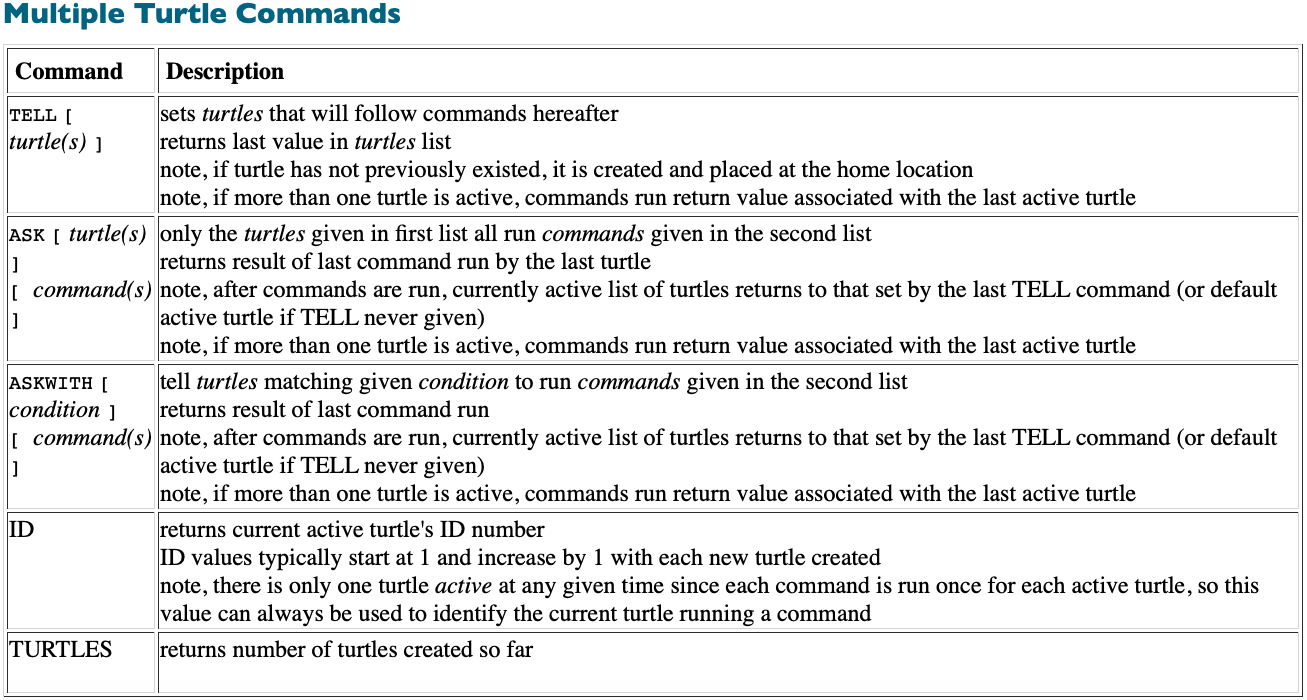 Multiple Turtle Commands
Command Description
TELL [
turtle(s) ]
sets turtles that will follow commands hereafter
returns last value in turtles list
note, if turtle has not previously existed, it is created and placed at the home location
note, if more than one turtle is active, commands run return value associated with the last active turtle
ASK [ turtle(s)
]
[ command(s)
]
only the turtles given in first list all run commands given in the second list
returns result of last command run by the last turtle
note, after commands are run, currently active list of turtles returns to that set by the last TELL command (or default
active turtle if TELL never given)
note, if more than one turtle is active, commands run return value associated with the last active turtle
ASKWITH [
condition ]
[ command(s)
]
tell turtles matching given condition to run commands given in the second list
returns result of last command run
note, after commands are run, currently active list of turtles returns to that set by the last TELL command (or default
active turtle if TELL never given)
note, if more than one turtle is active, commands run return value associated with the last active turtle
ID
returns current active turtle's ID number
ID values typically start at 1 and increase by 1 with each new turtle created
note, there is only one turtle active at any given time since each command is run once for each active turtle, so this
value can always be used to identify the current turtle running a command
TURTLES
returns number of turtles created so far